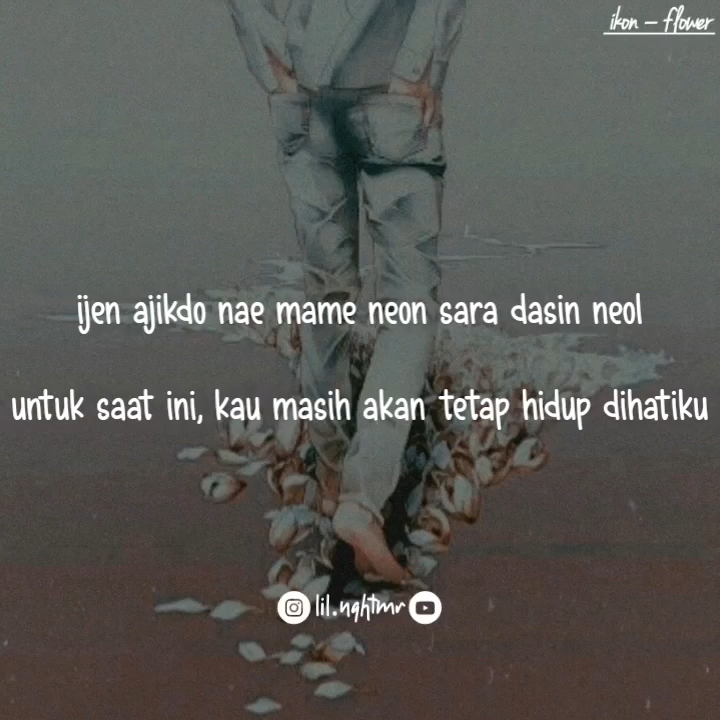 ikon - flower
ijen ajikdo nae mame neon sara dasin neol
untuk saat ini, kau masih akan tetap hidup dihatiku
lil.nghtmr